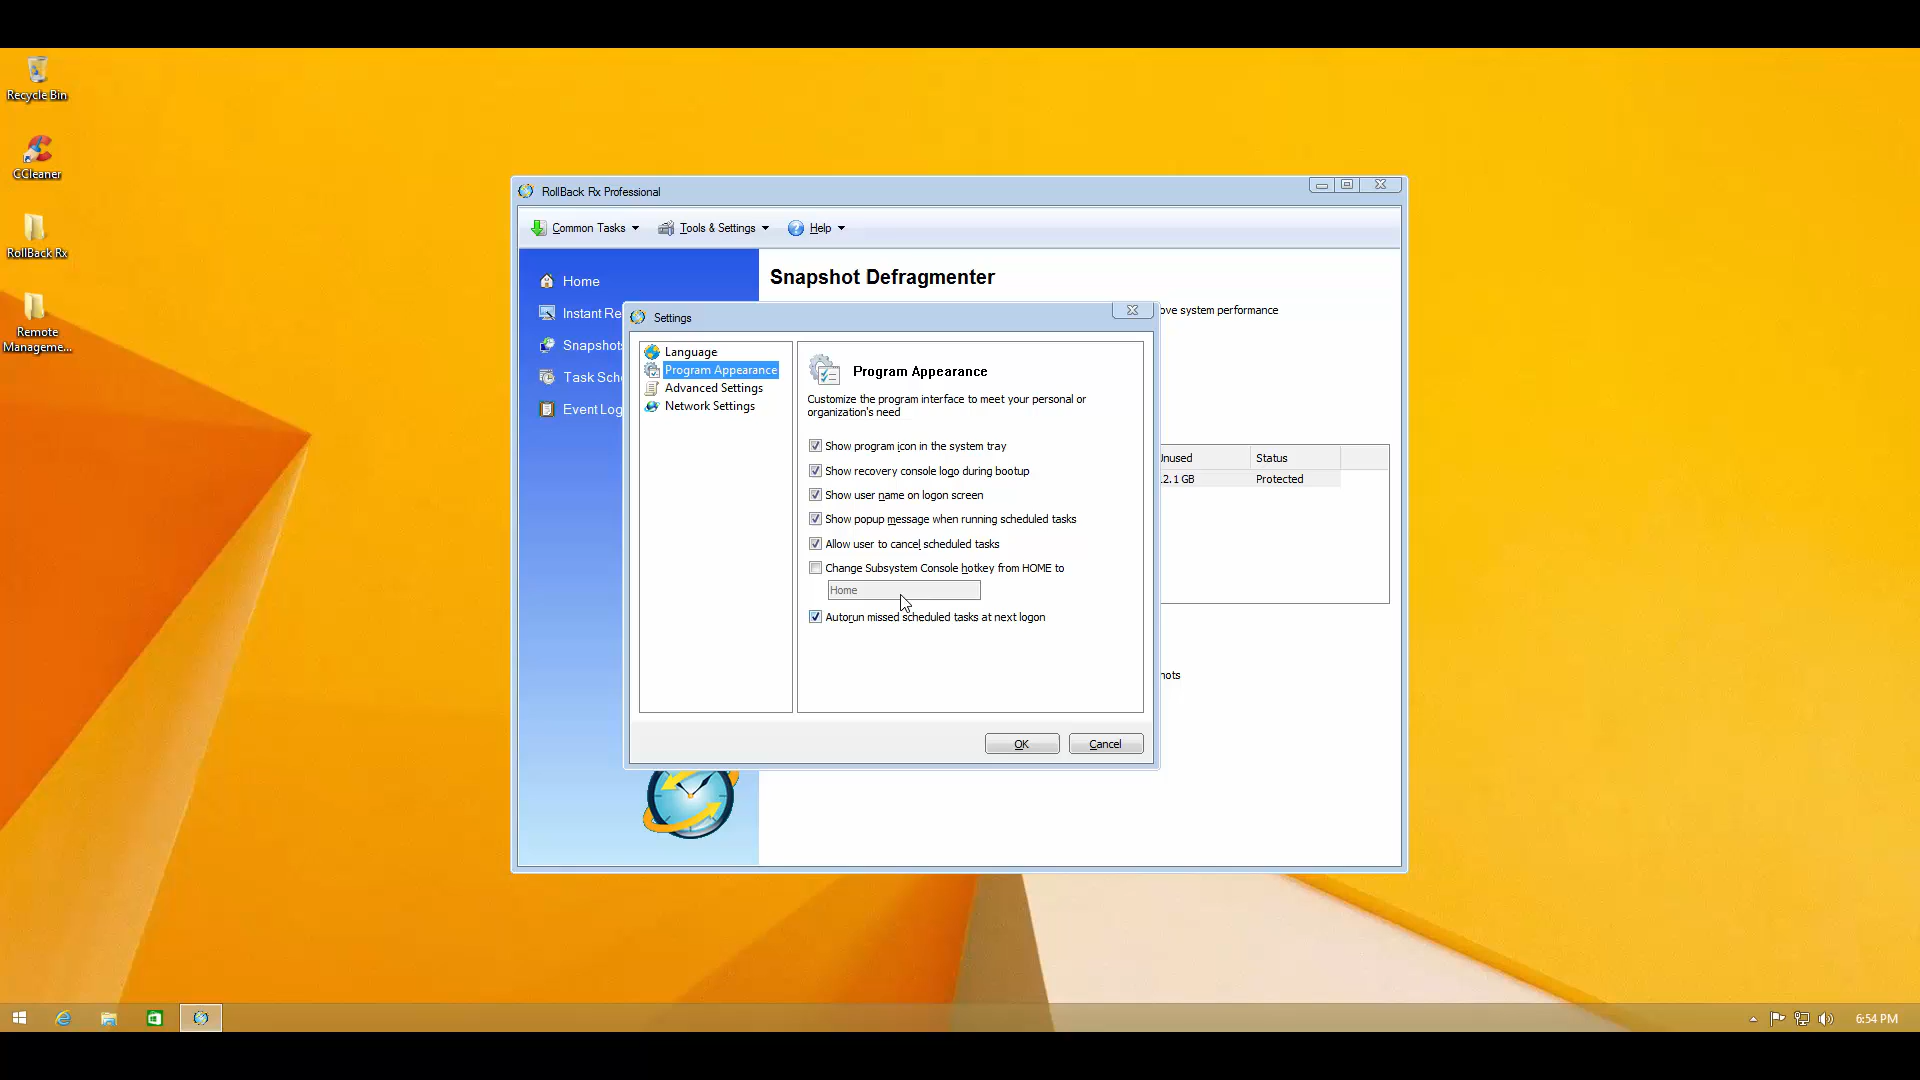 Recycle Bin
CCleaner
RollBack Rx
Remote
Manageme...
RollBack Rx Professional
Common Tasks
Tools & Settings
Help
Home
Instant Re
Snapshots
Task Sch
Event Log
Snapshot Defragmenter
ove system performance
Unused
Status
2.1 GB
Protected
nots
Settings
Language
Program Appearance
Advanced Settings
Network Settings
Program Appearance
Customize the program interface to meet your personal or
organization's need
Show program icon in the system tray
Show recovery console logo during bootup
Show user name on logon screen
Show popup message when running scheduled tasks
Allow user to cancel scheduled tasks
Change Subsystem Console hotkey from HOME to
Home
Autorun missed scheduled tasks at next logon
OK
Cancel
6:54 PM